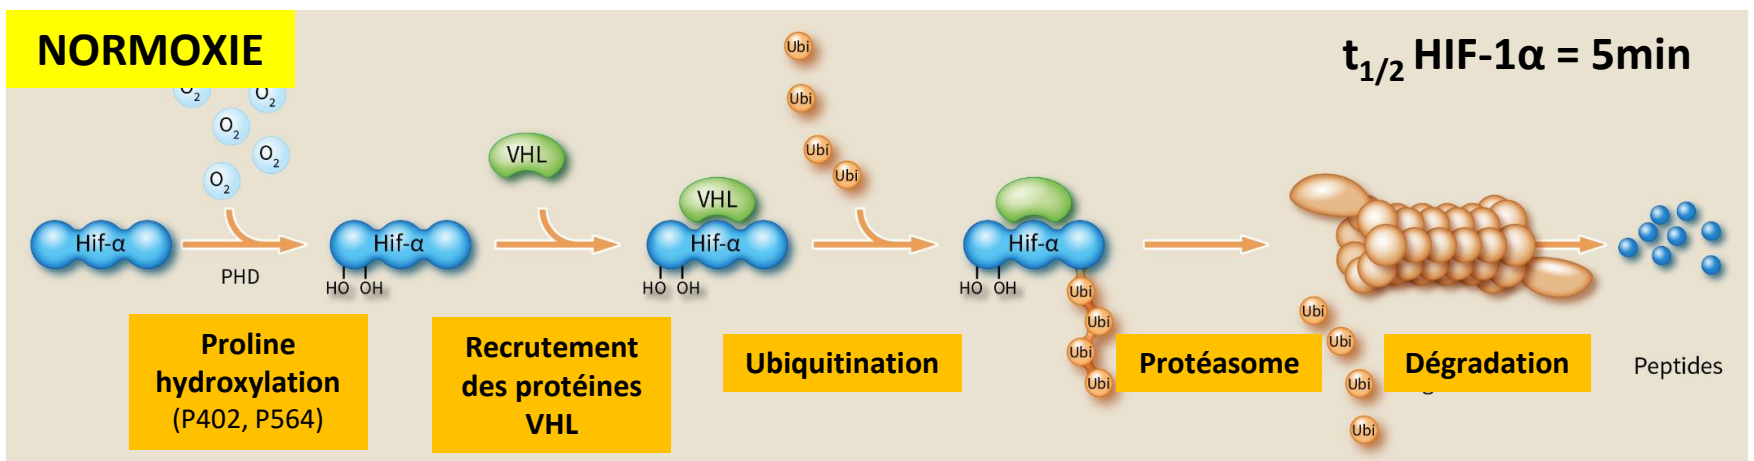 NORMOXIE
t1/2 HIF-1α = 5min
O2
O2
O2
O2
O2
Hif-α
PHD
Hif-α
HO OH
VHL
VHL
Hif-α
HO OH
Ubi
Ubi
Ubi
Ubi
Hif-α
HO OH
Ubi
Ubi
Ubi
Ubi
Ubi
Ubi
Ubi
Ubi
Proline
hydroxylation
(P402, P564)
Recrutement
des protéines
VHL
Ubiquitination
Protéasome
Dégradation
Peptides